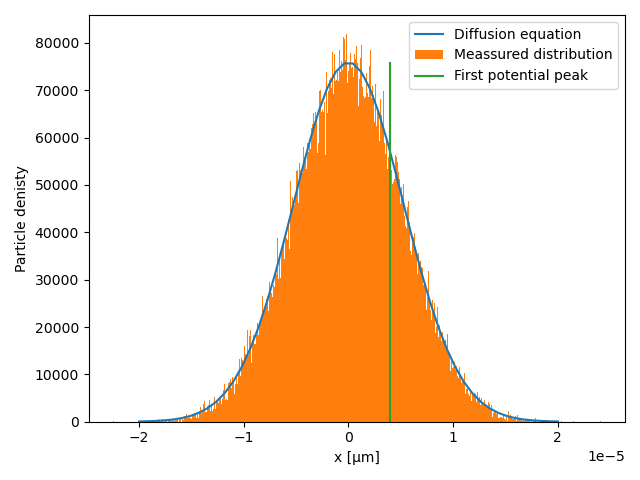 Diffusion equation
Meassured distribution
First potential peak
80000
70000
60000
50000
40000
30000
20000
10000
0
Particle denisty
−2
−1
0
1
2
1e−5
x [μm]